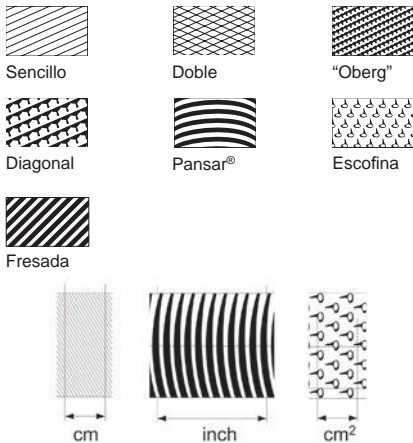 Sencillo Doble “Oberg”
Diagonal Pansar® Escofina
Fresada
cm inch cm²